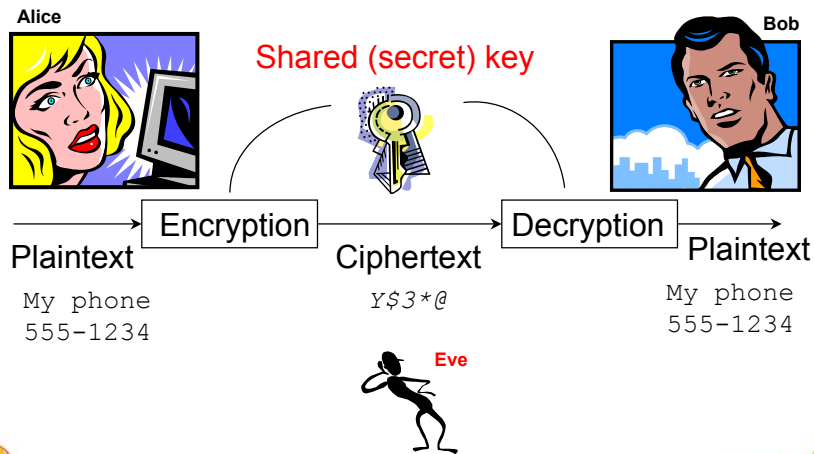 Alice
Bob
Shared (secret) key
Encryption
Decryption
Plaintext
Ciphertext
Plaintext
My phone
555-1234
Y$3*@
My phone
555-1234
Eve